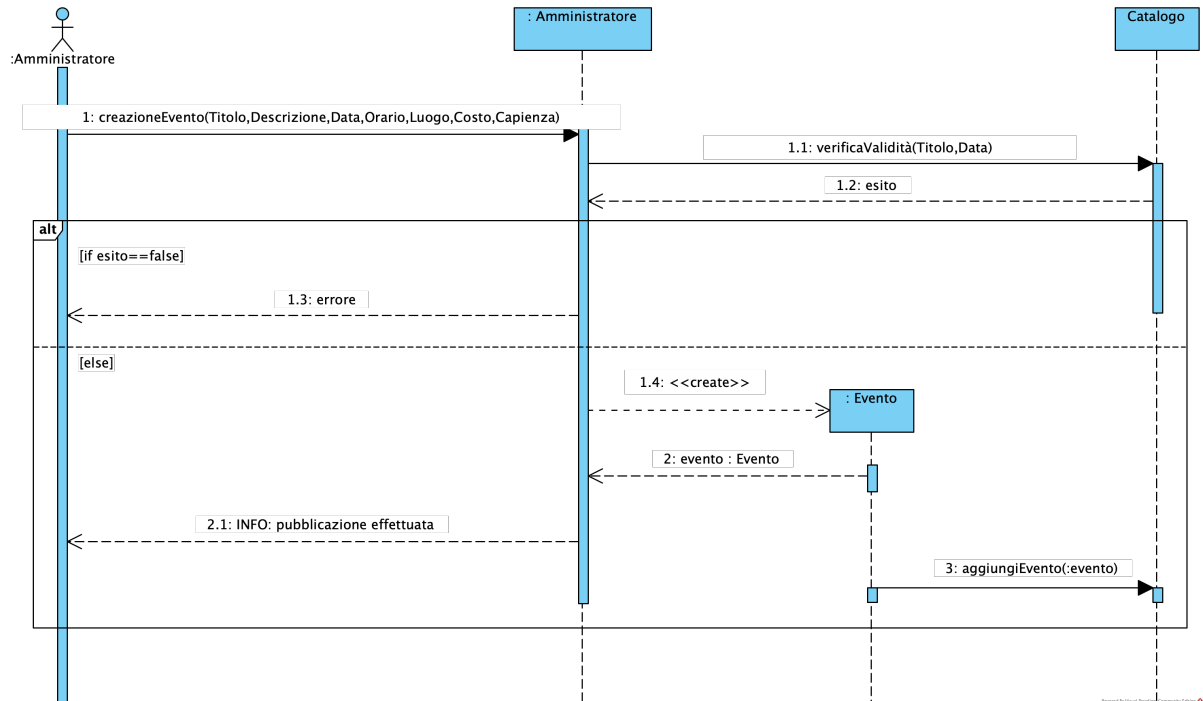 : Amministratore
Catalogo
:Amministratore
1: creazioneEvento(Titolo,Descrizione,Data,Orario,Luogo,Costo,Capienza)
1.1: verificaValidità(Titolo,Data)
1.2: esito
alt
[if esito==false]
1.3: errore
[else]
1.4: <<create>>
: Evento
2: evento : Evento
2.1: INFO: pubblicazione effettuata
3: aggiungiEvento(:evento)